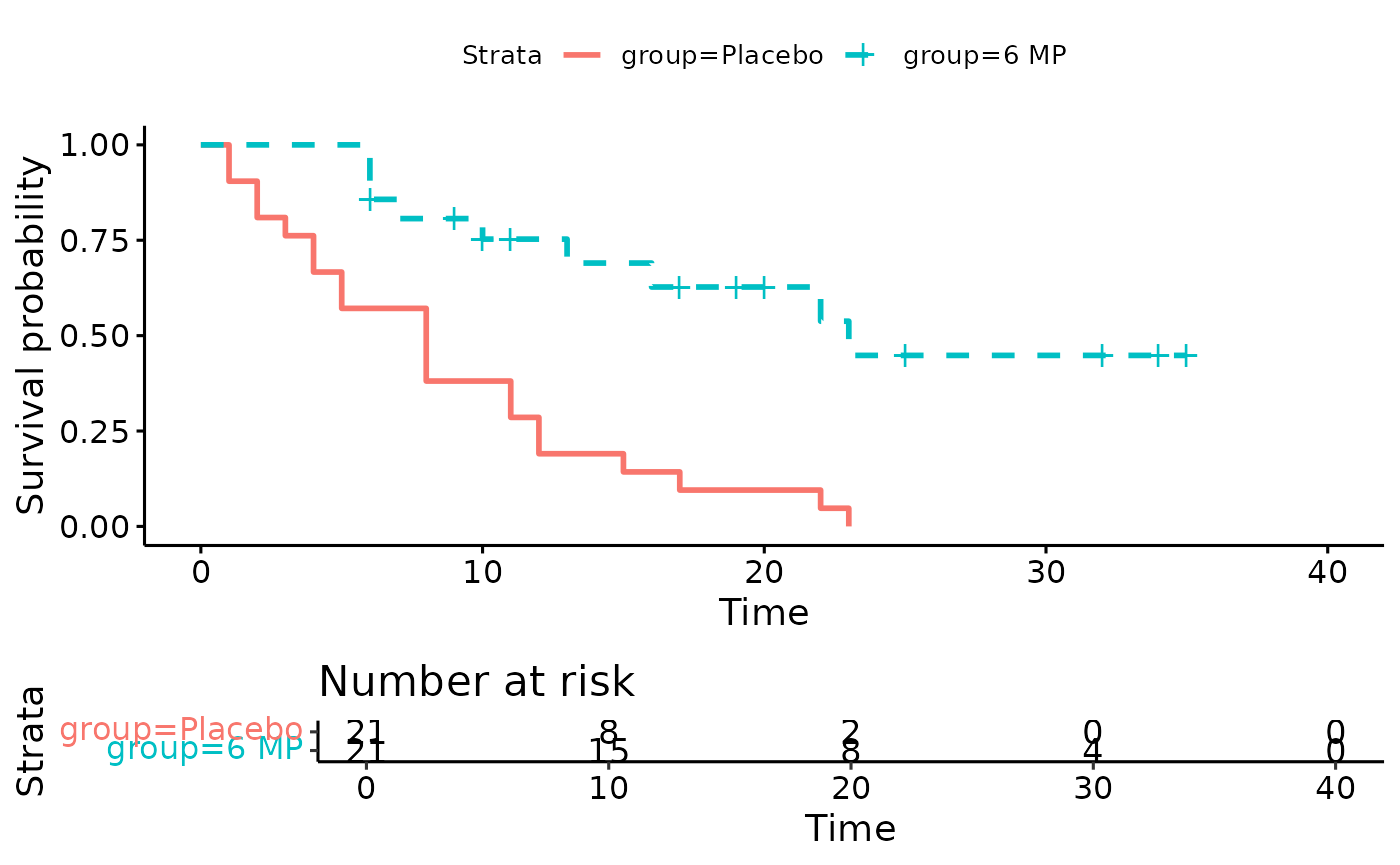 Strata group=Placebo group=6 MP
Survival probability
1.00
0.75
0.50
0.25
0.00
0 10 20 30 40
Time
Number at risk
Strata
group=Placebo 21 8 2 0 0
group=6 MP 21 15 8 4 0
0 10 20 30 40
Time